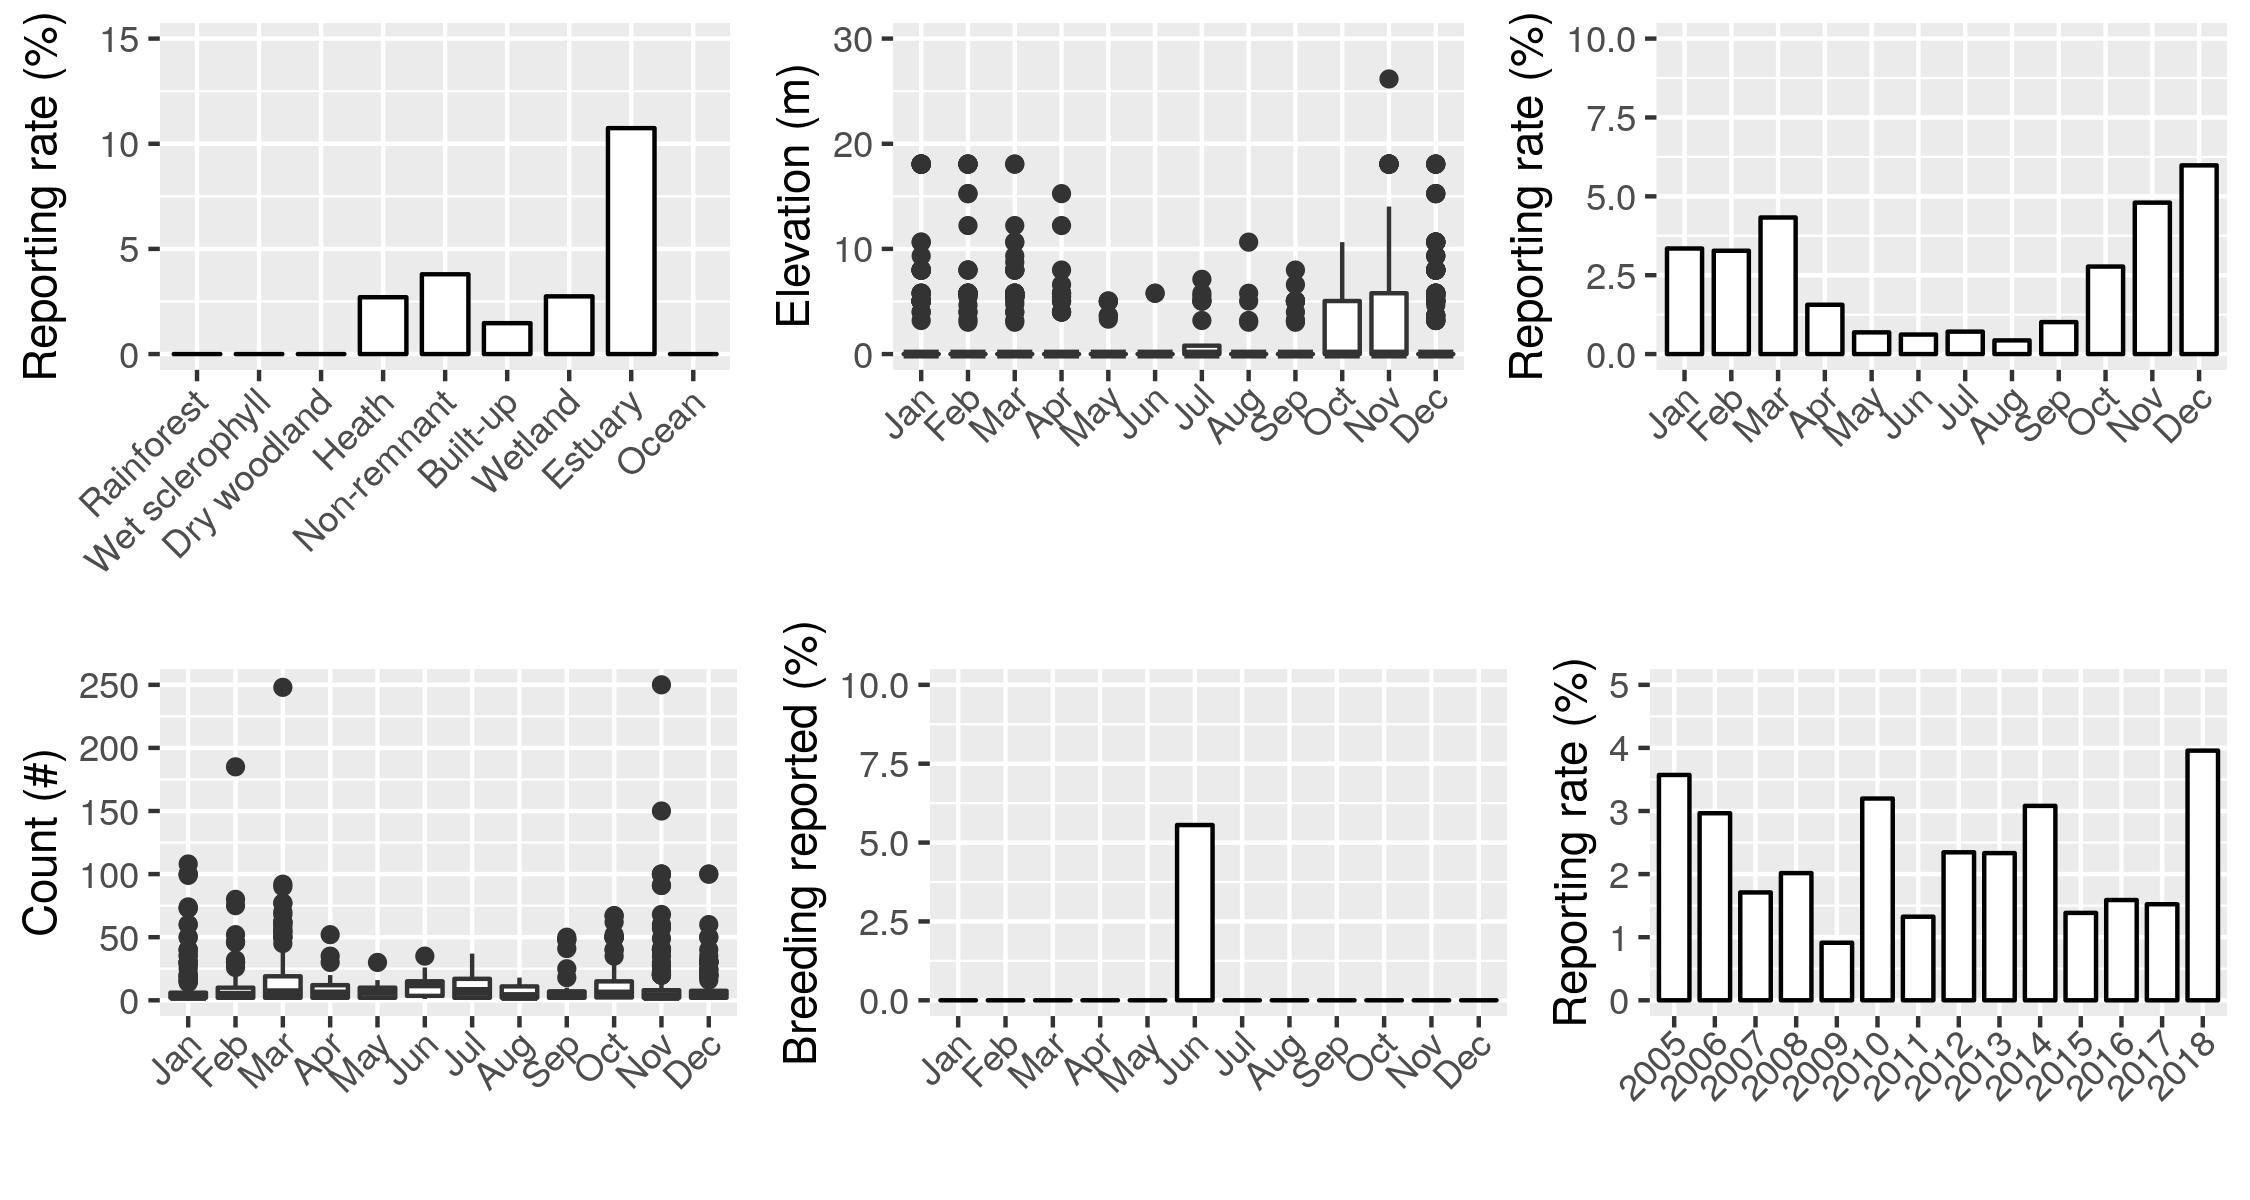 Reporting rate (%)
15
10
5
0
Rainforest
Wet sclerophyll
Dry woodland
Heath
Non-remnant
Built-up
Wetland
Estuary
Ocean
Elevation (m)
30
20
10
0
Jan
Feb
Mar
Apr
May
Jun
Jul
Aug
Sep
Oct
Nov
Dec
Reporting rate (%)
10.0
7.5
5.0
2.5
0.0
Jan
Feb
Mar
Apr
May
Jun
Jul
Aug
Sep
Oct
Nov
Dec
Count (#)
250
200
150
100
50
0
Jan
Feb
Mar
Apr
May
Jun
Jul
Aug
Sep
Oct
Nov
Dec
Breeding reported (%)
10.0
7.5
5.0
2.5
0.0
Jan
Feb
Mar
Apr
May
Jun
Jul
Aug
Sep
Oct
Nov
Dec
Reporting rate (%)
5
4
3
2
1
0
2005
2006
2007
2008
2009
2010
2011
2012
2013
2014
2015
2016
2017
2018